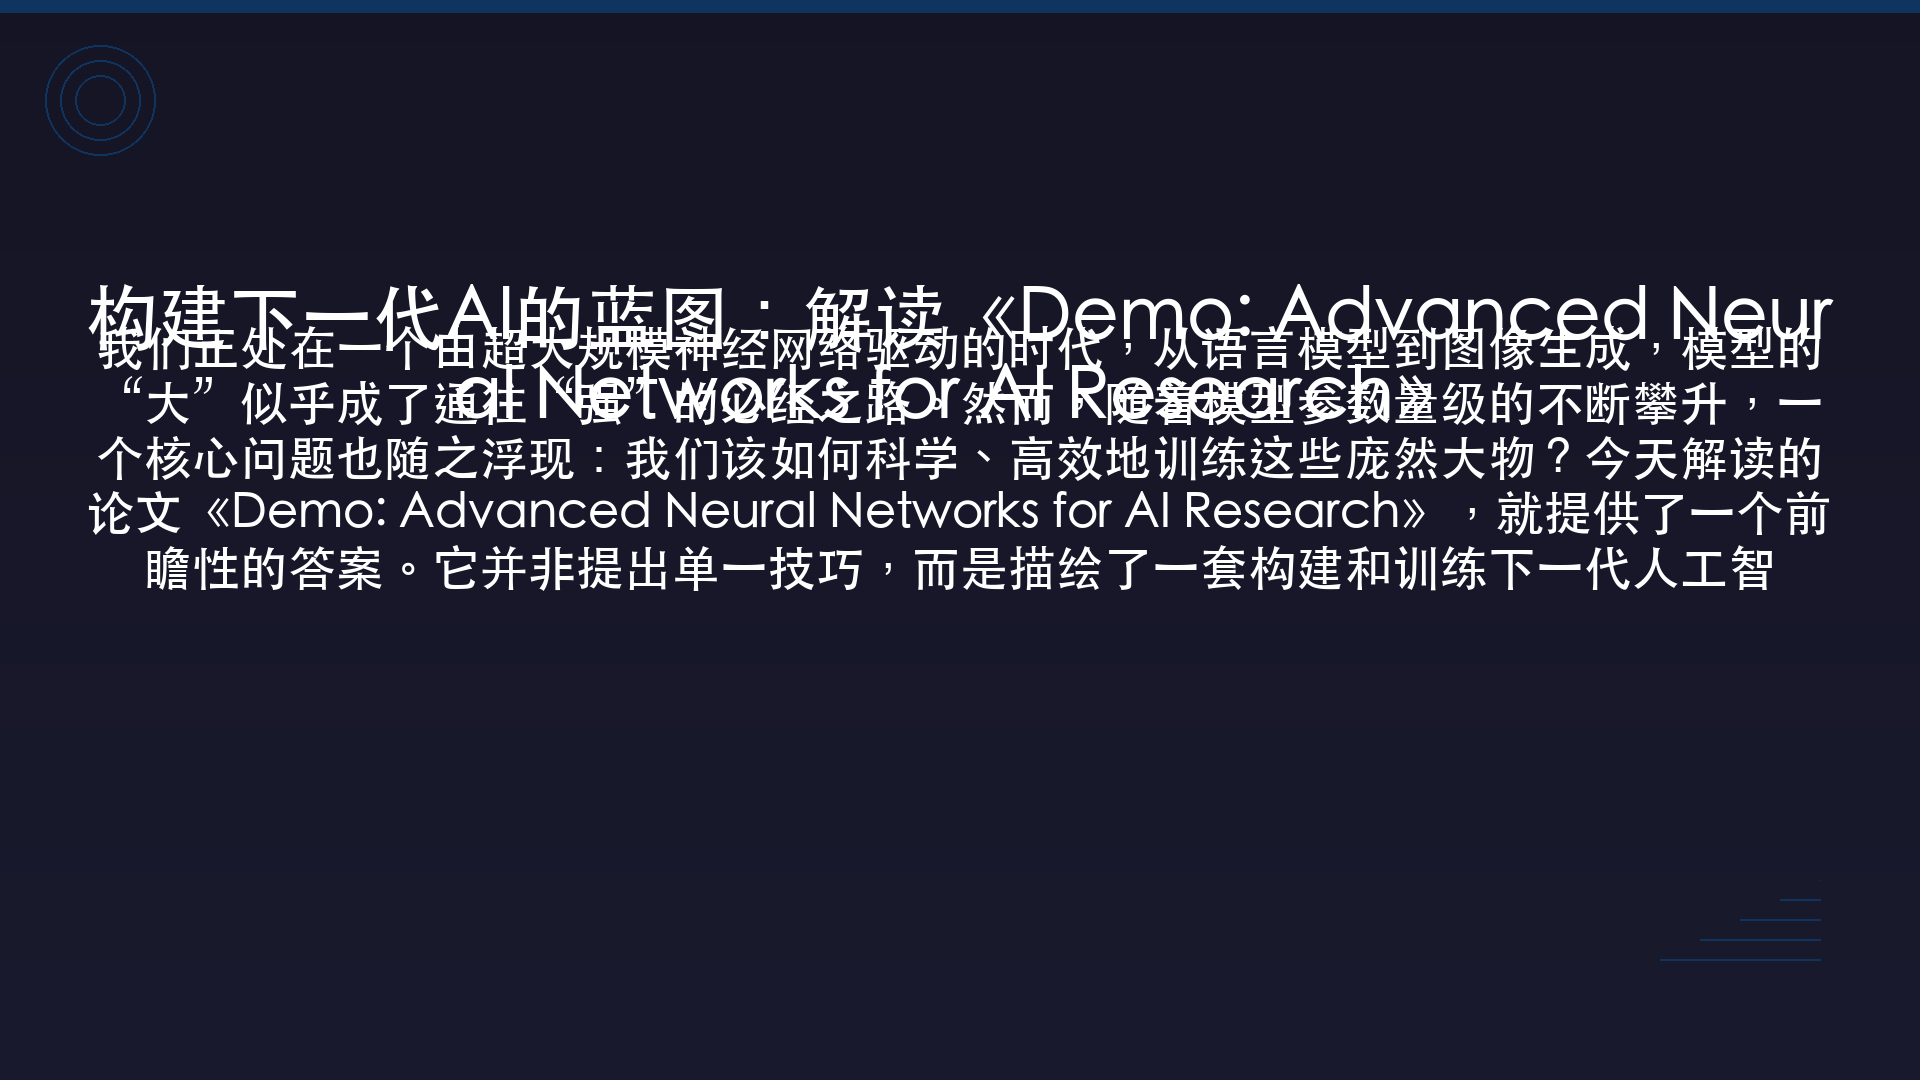 构建下一代AI的蓝图：解读《Demo: Advanced Neur
al Networks for AI Research》
我们正处在一个由超大规模神经网络驱动的时代，从语言模型到图像生成，模型的
“大”似乎成了通往“强”的必经之路。然而，随着模型参数量级的不断攀升，一
个核心问题也随之浮现：我们该如何科学、高效地训练这些庞然大物？今天解读的
论文《Demo: Advanced Neural Networks for AI Research》，就提供了一个前
瞻性的答案。它并非提出单一技巧，而是描绘了一套构建和训练下一代人工智